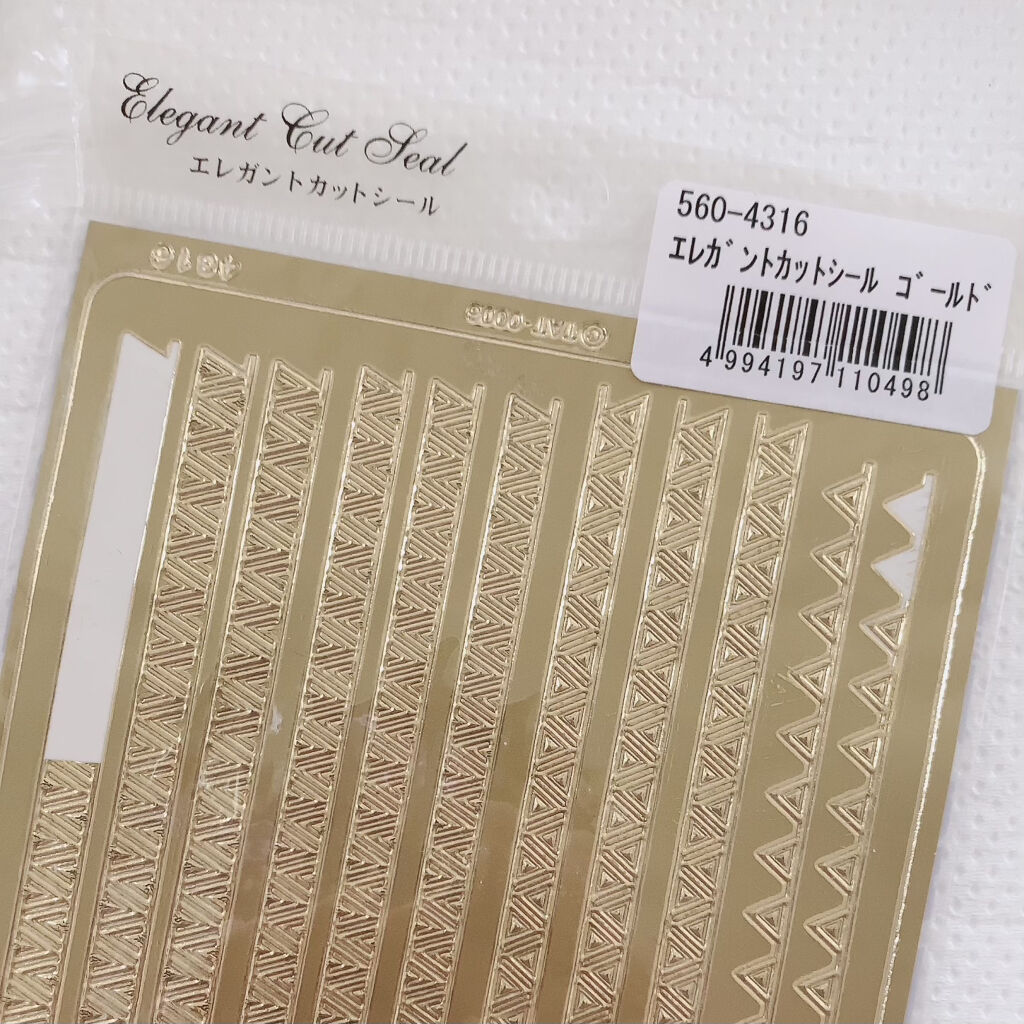 Elegant Cut Seal
エレガントカットシール
560-4316
ｴﾚｶﾞﾝﾄｶｯﾄｼｰﾙ ｺﾞｰﾙﾄﾞ
4 994197 110498